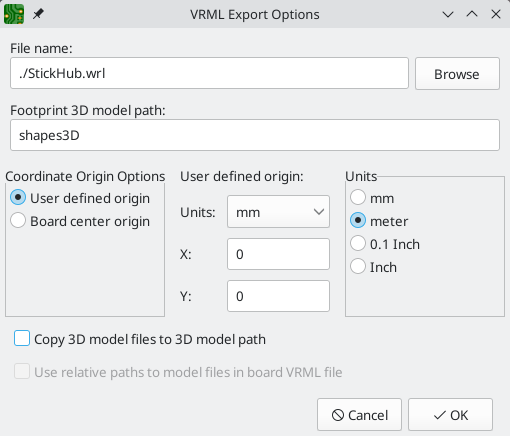 VRML Export Options
File name:
./StickHub.wrl
Browse
Footprint 3D model path:
shapes3D
Coordinate Origin Options
User defined origin
Board center origin
User defined origin:
Units: mm
X: 0
Y: 0
Units
mm
meter
0.1 Inch
Inch
Copy 3D model files to 3D model path
Use relative paths to model files in board VRML file
Cancel
OK